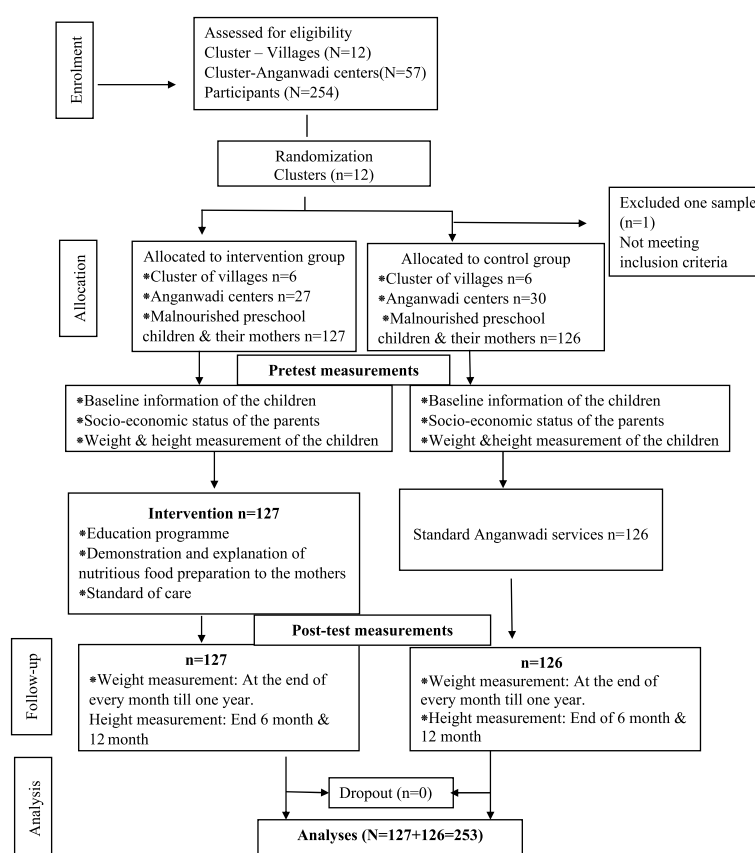 Enrolment
Assessed for eligibility
Cluster – Villages (N=12)
Cluster-Anganwadi centers(N=57)
Participants (N=254)
Randomization
Clusters (n=12)
Excluded one sample
(n=1)
Not meeting
inclusion criteria
Allocation
Allocated to intervention group
*Cluster of villages n=6
*Anganwadi centers n=27
*Malnourished preschool
children & their mothers n=127
Allocated to control group
*Cluster of villages n=6
*Anganwadi centers n=30
*Malnourished preschool
children & their mothers n=126
Pretest measurements
*Baseline information of the children
*Socio-economic status of the parents
*Weight & height measurement of the children
*Baseline information of the children
*Socio-economic status of the parents
*Weight &height measurement of the children
Intervention n=127
*Education programme
*Demonstration and explanation of
nutritious food preparation to the mothers
*Standard of care
Standard Anganwadi services n=126
Post-test measurements
Follow-up
n=127
*Weight measurement: At the end of
every month till one year.
Height measurement: End 6 month &
12 month
n=126
*Weight measurement: At the end of
every month till one year.
*Height measurement: End of 6 month &
12 month
Analysis
Dropout (n=0)
Analyses (N=127+126=253)